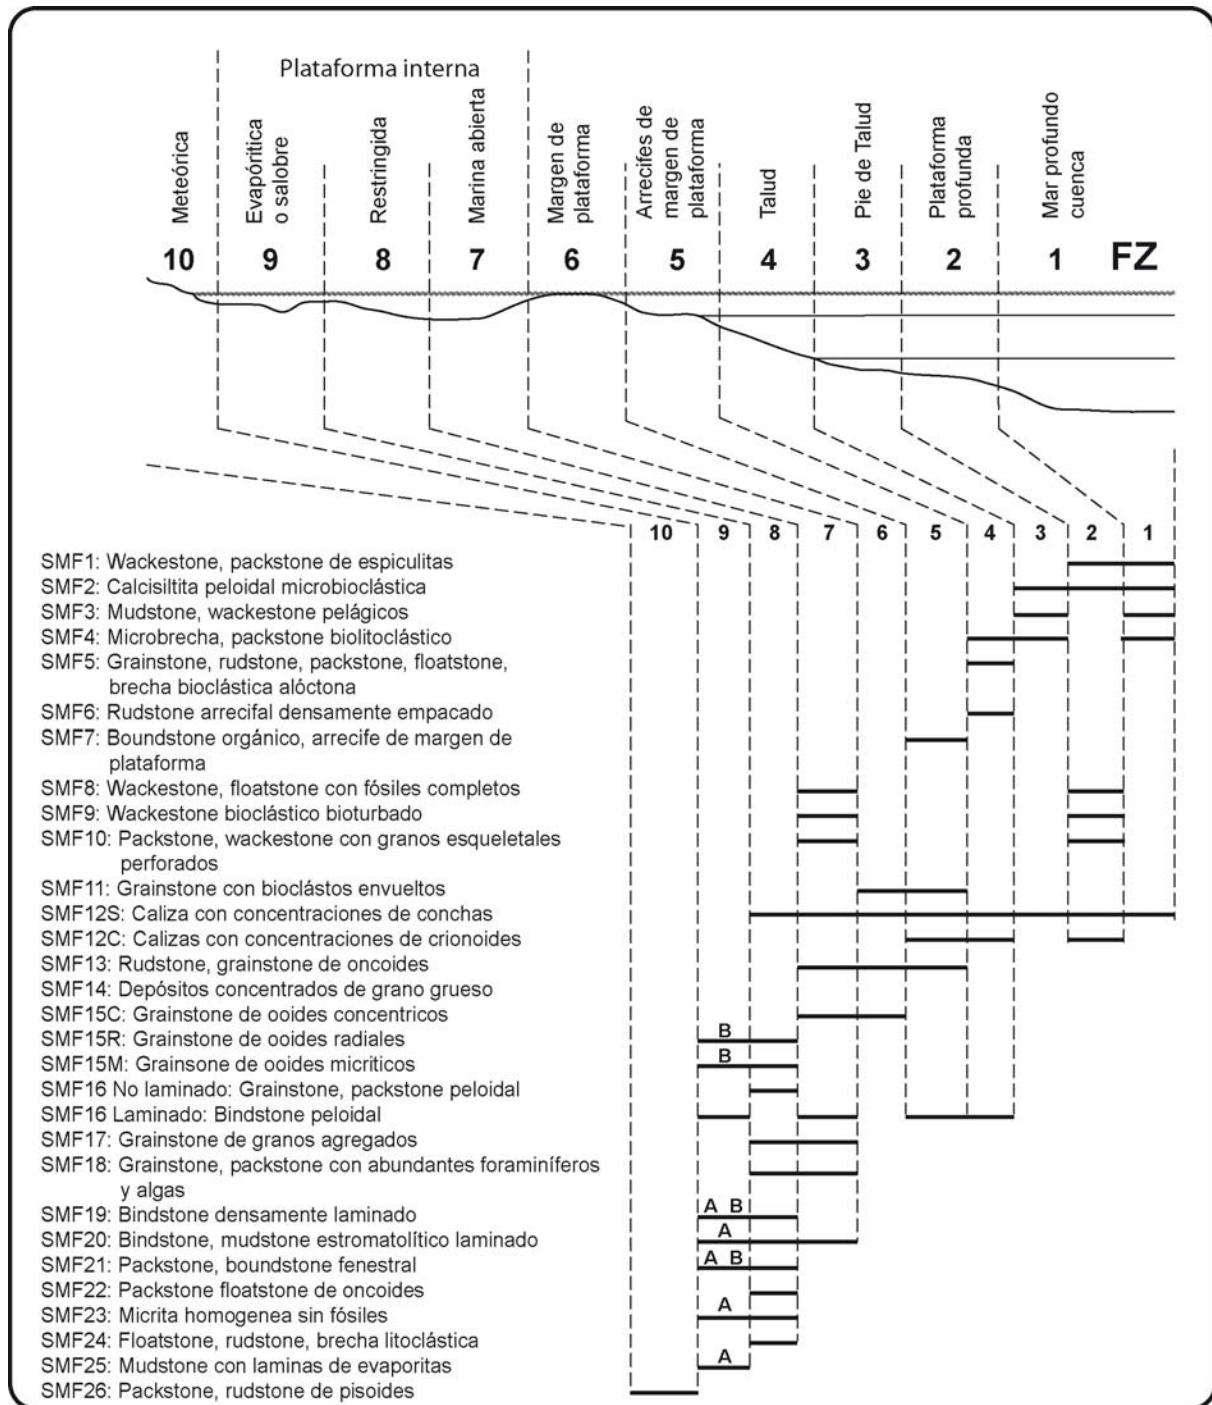 Plataforma interna
Meteórica
Evapóritica
o salobre
Restringida
Marina abierta
Margen de
plataforma
Arrecifes de
margen de
plataforma
Talud
Pie de Talud
Plataforma
profunda
Mar profundo
cuenca
10 9 8 7 6 5 4 3 2 1 FZ
10 9 8 7 6 5 4 3 2 1
SMF1: Wackestone, packstone de espiculitas
SMF2: Calcisiltita peloidal microbioclástica
SMF3: Mudstone, wackestone pelágicos
SMF4: Microbrecha, packstone biolitoclástico
SMF5: Grainstone, rudstone, packstone, floatstone,
brecha bioclástica alóctona
SMF6: Rudstone arrecifal densamente empacado
SMF7: Boundstone orgánico, arrecife de margen de
plataforma
SMF8: Wackestone, floatstone con fósiles completos
SMF9: Wackestone bioclástico bioturbado
SMF10: Packstone, wackestone con granos esqueletales
perforados
SMF11: Grainstone con bioclástos envueltos
SMF12S: Caliza con concentraciones de conchas
SMF12C: Calizas con concentraciones de crionoides
SMF13: Rudstone, grainstone de oncoides
SMF14: Depósitos concentrados de grano grueso
SMF15C: Grainstone de ooides concentricos
SMF15R: Grainstone de ooides radiales B
SMF15M: Grainsone de ooides micriticos B
SMF16 No laminado: Grainstone, packstone peloidal
SMF16 Laminado: Bindstone peloidal
SMF17: Grainstone de granos agregados
SMF18: Grainstone, packstone con abundantes foraminíferos
y algas
SMF19: Bindstone densamente laminado A B
SMF20: Bindstone, mudstone estromatolítico laminado A
SMF21: Packstone, boundstone fenestral A B
SMF22: Packstone floatstone de oncoides
SMF23: Micrita homogenea sin fósiles A
SMF24: Floatstone, rudstone, brecha litoclástica
SMF25: Mudstone con laminas de evaporitas A
SMF26: Packstone, rudstone de pisoides